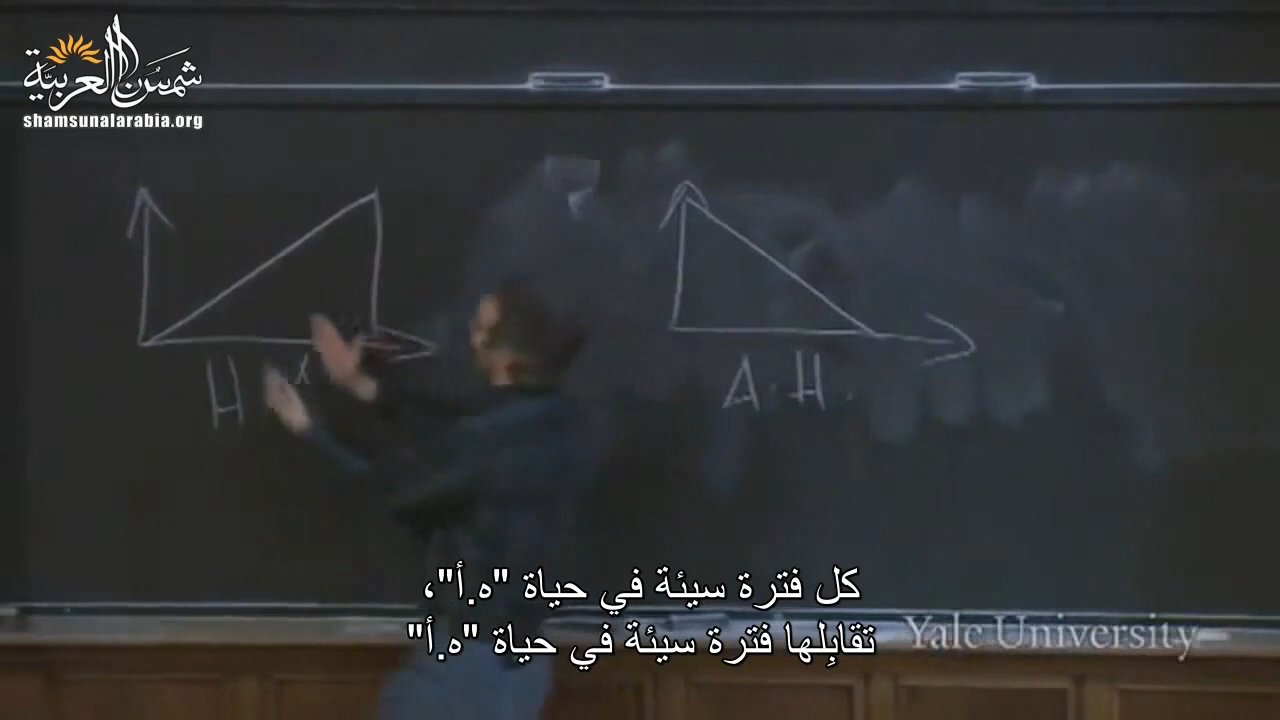 شمس العربية
shamsunalarabia.org
H A
A. H.
كل فترة سيئة في حياة "ه.أ"،
تقابِلها فترة سيئة في حياة "ه.أ"
Yale University